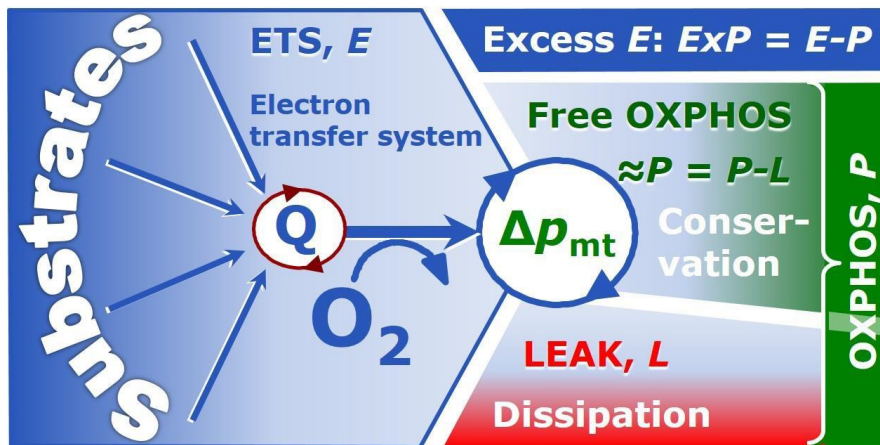 Substrates
ETS, E
Electron
transfer system
Q
O₂
Δpmt
Excess E: ExP = E-P
Free OXPHOS
≈P = P-L
Conser-
vation
OXPHOS, P
LEAK, L
Dissipation